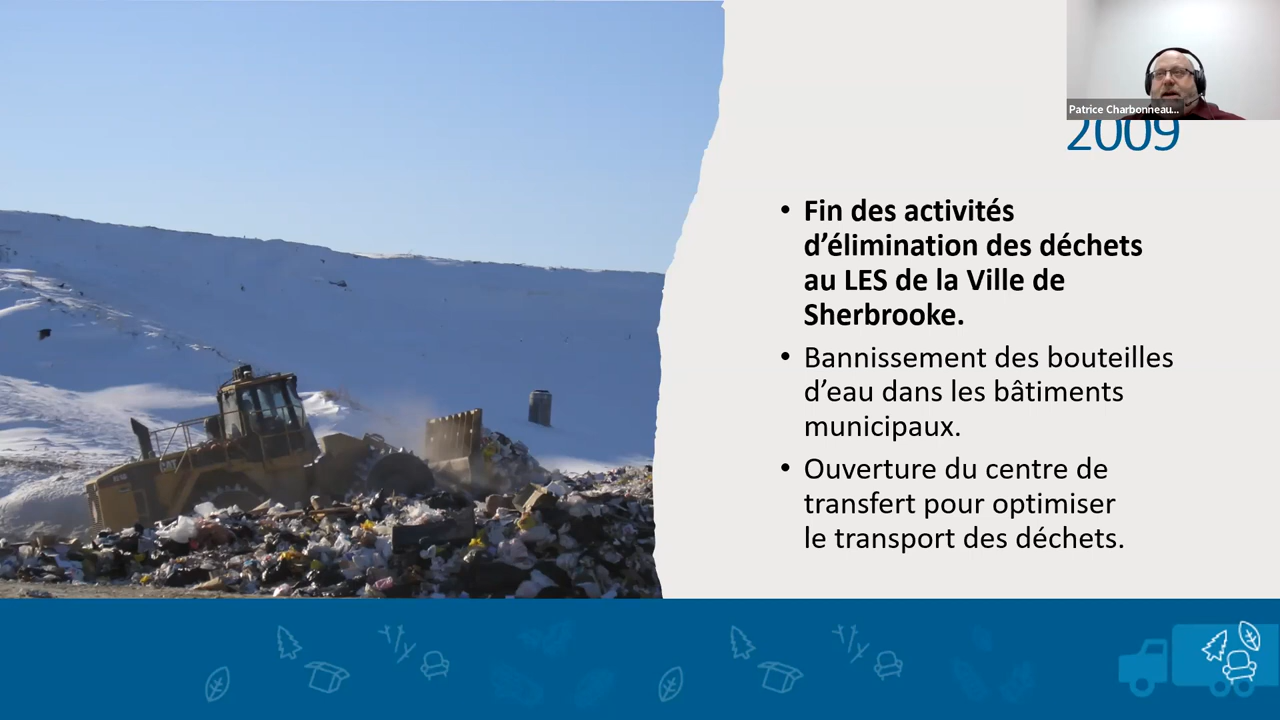 Patrice Charbonneau...
2009
• Fin des activités
d’élimination des déchets
au LES de la Ville de
Sherbrooke.
• Bannissement des bouteilles
d’eau dans les bâtiments
municipaux.
• Ouverture du centre de
transfert pour optimiser
le transport des déchets.
CAT